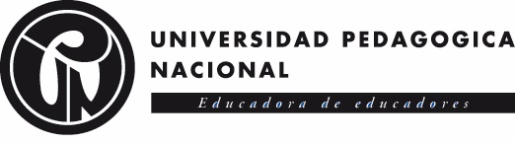 UNIVERSIDAD PEDAGOGICA
NACIONAL
Educadora de educadores